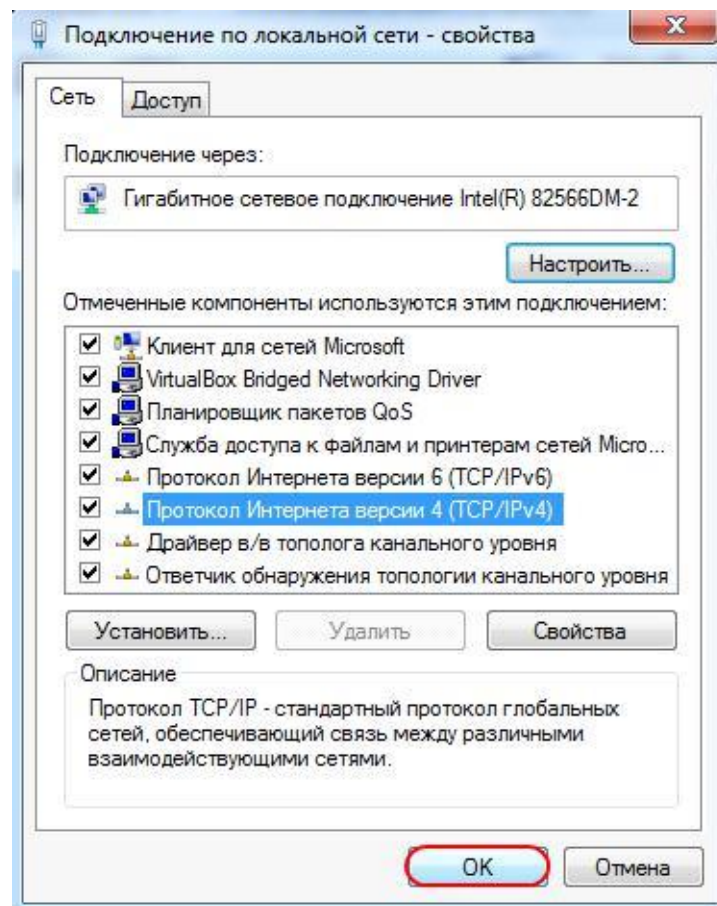 Подключение по локальной сети - свойства
Сеть
Доступ
Подключение через:
Гигабитное сетевое подключение Intel(R) 82566DM-2
Настроить...
Отмеченные компоненты используются этим подключением:
Клиент для сетей Microsoft
VirtualBox Bridged Networking Driver
Планировщик пакетов QoS
Служба доступа к файлам и принтерам сетей Micro...
Протокол Интернета версии 6 (TCP/IPv6)
Протокол Интернета версии 4 (TCP/IPv4)
Драйвер в/в тополога канального уровня
Ответчик обнаружения топологии канального уровня
Установить...
Удалить
Свойства
Описание
Протокол TCP/IP - стандартный протокол глобальных
сетей, обеспечивающий связь между различными
взаимодействующими сетями.
ОК
Отмена